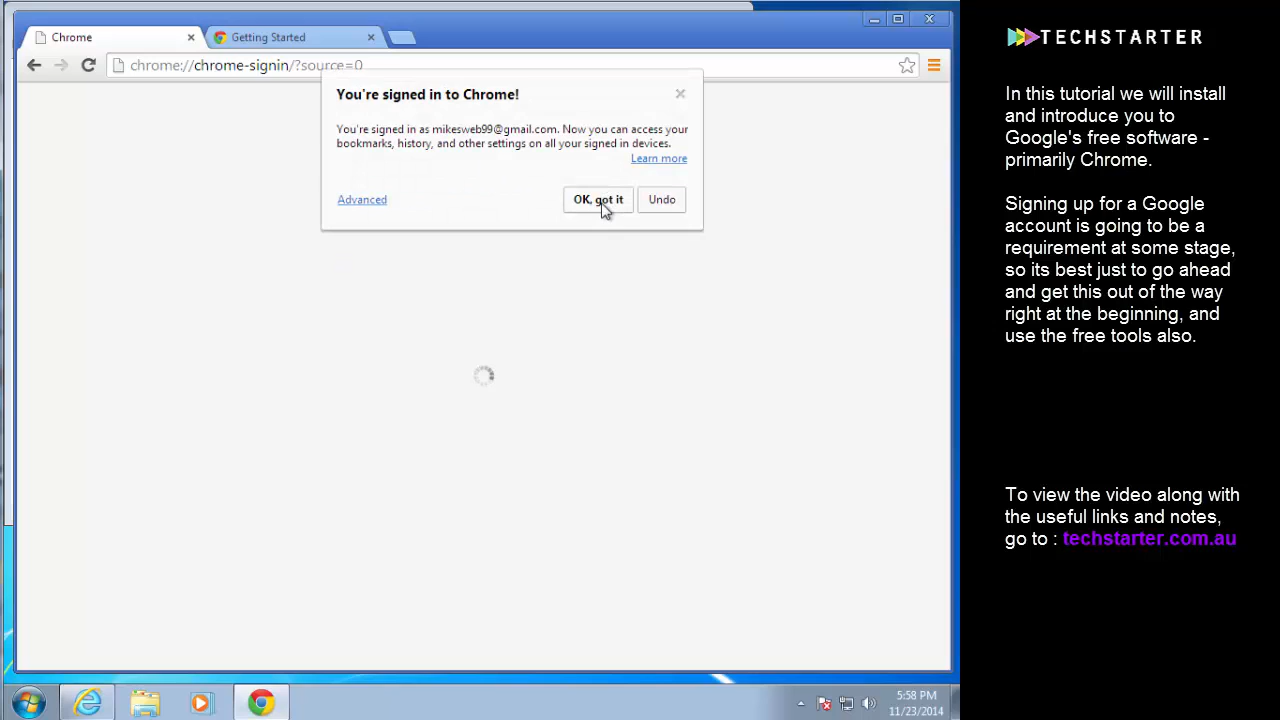 Chrome
Getting Started
chrome://chrome-signin/?source=0
You're signed in to Chrome!
You're signed in as mikesweb99@gmail.com. Now you can access your
bookmarks, history, and other settings on all your signed in devices.
Learn more
Advanced
OK, got it
Undo
5:58 PM
11/23/2014
TECHSTARTER
In this tutorial we will install
and introduce you to
Google's free software -
primarily Chrome.
Signing up for a Google
account is going to be a
requirement at some stage,
so its best just to go ahead
and get this out of the way
right at the beginning, and
use the free tools also.
To view the video along with
the useful links and notes,
go to : techstarter.com.au